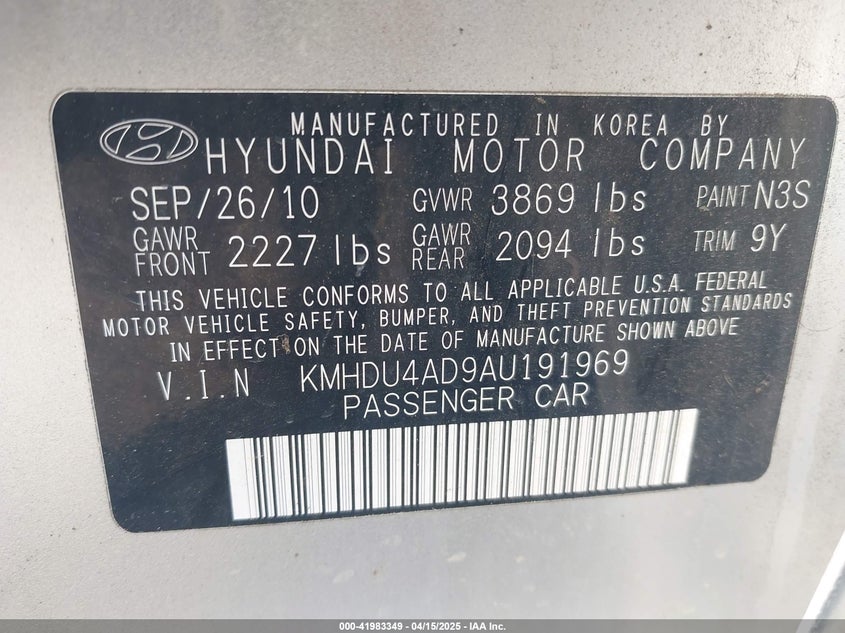 MANUFACTURED IN KOREA BY
HYUNDAI MOTOR COMPANY
SEP/26/10 GVWR 3869 lbs PAINT N3S
GAWR FRONT 2227 lbs GAWR REAR 2094 lbs TRIM 9Y
THIS VEHICLE CONFORMS TO ALL APPLICABLE U.S.A. FEDERAL
MOTOR VEHICLE SAFETY, BUMPER, AND THEFT PREVENTION STANDARDS
IN EFFECT ON THE DATE OF MANUFACTURE SHOWN ABOVE
V.I.N KMHDU4AD9AU191969
PASSENGER CAR
000-41983349 - 04/15/2025 - IAA Inc.